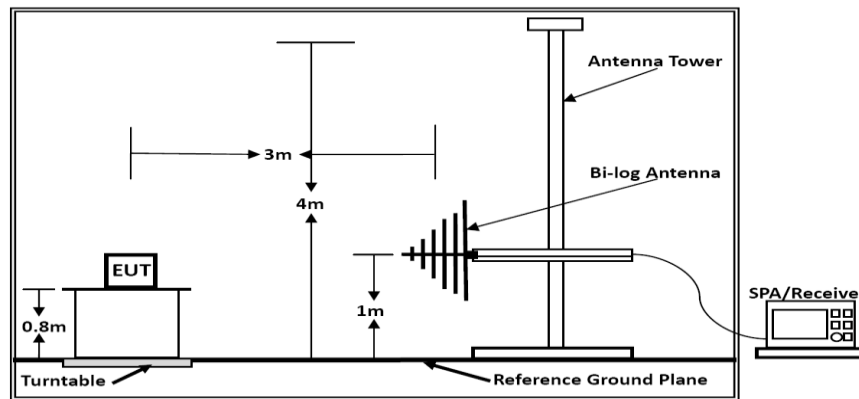 Antenna Tower
3m
Bi-log Antenna
4m
EUT
SPA/Receive
1m
0.8m
Turntable
Reference Ground Plane